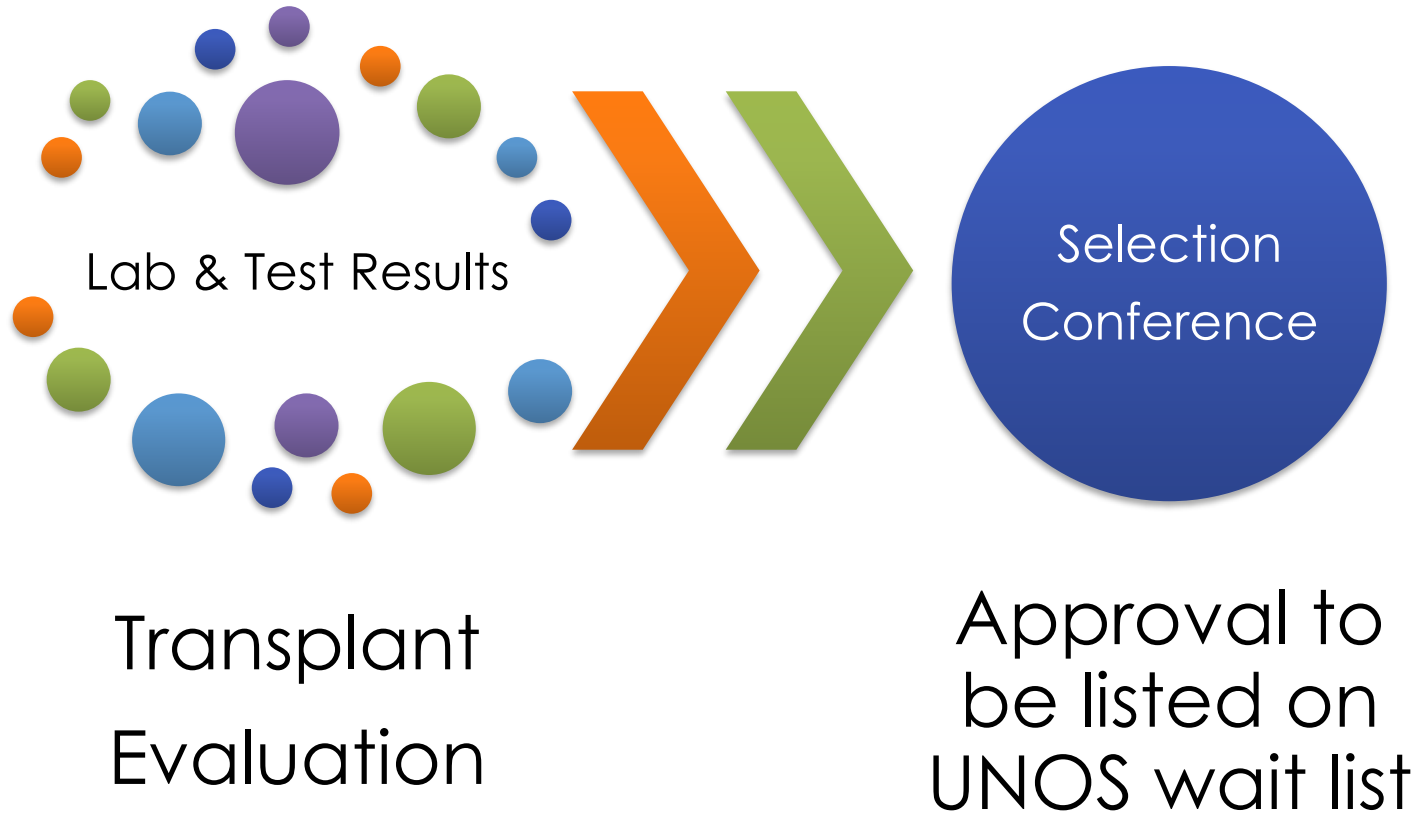 Lab & Test Results
Selection
Conference
Transplant
Evaluation
Approval to
be listed on
UNOS wait list